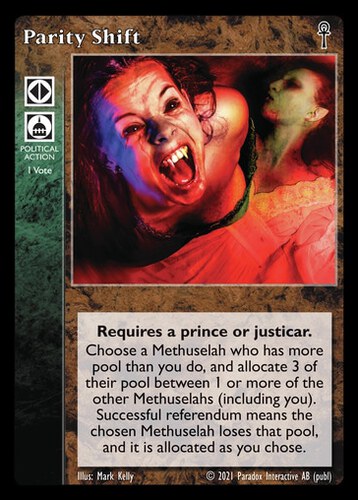 Parity Shift
POLITICAL
ACTION
1 Vote
Requires a prince or justicar.
Choose a Methuselah who has more
pool than you do, and allocate 3 of
their pool between 1 or more of the
other Methuselahs (including you).
Successful referendum means the
chosen Methuselah loses that pool,
and it is allocated as you chose.
Illus: Mark Kelly © 2021 Paradox Interactive AB (publ)